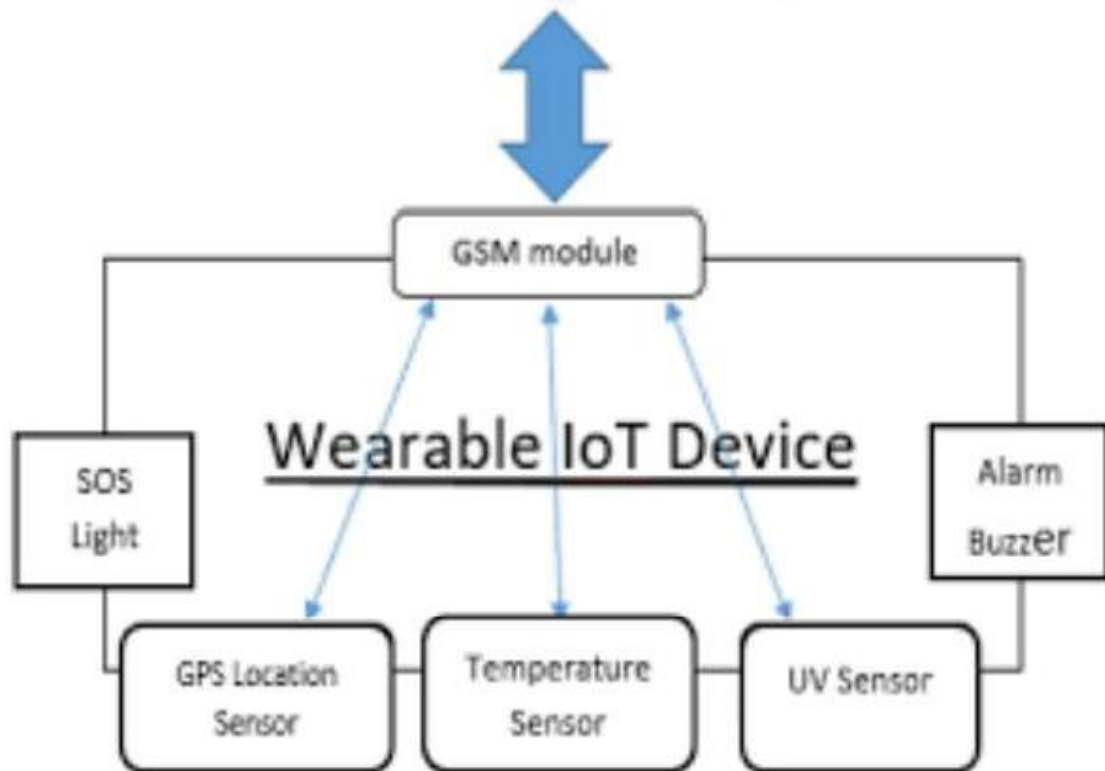 GSM module
Wearable IoT Device
SOS
Light
Alarm
Buzzer
GPS Location
Sensor
Temperature
Sensor
UV Sensor